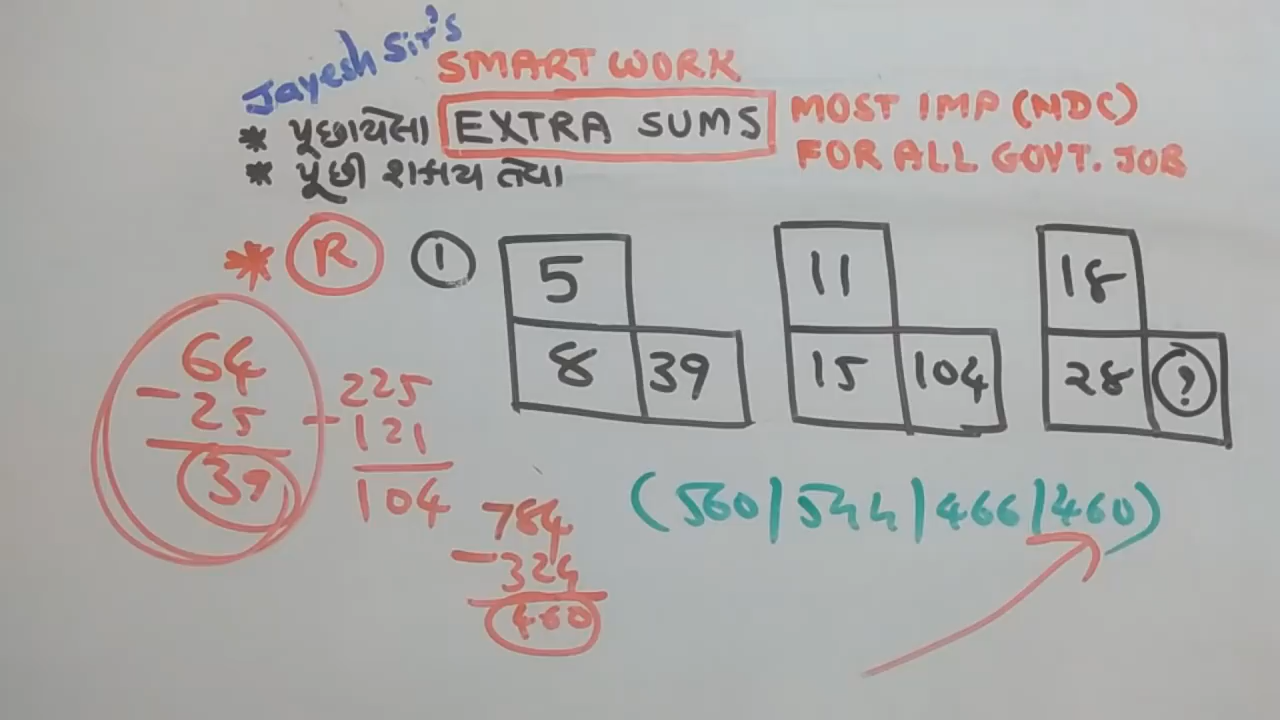 Jayesh Sir's
SMART WORK
* પૂછાયેલા EXTRA SUMS
MOST IMP (NDC)
* પૂછી શકાય તેવા
FOR ALL GOVT. JOB
* R 1
5
8 39
11
15 104
18
28 ?
64
- 25
39
225
- 121
104
784
- 324
460
(560|544|466|460)